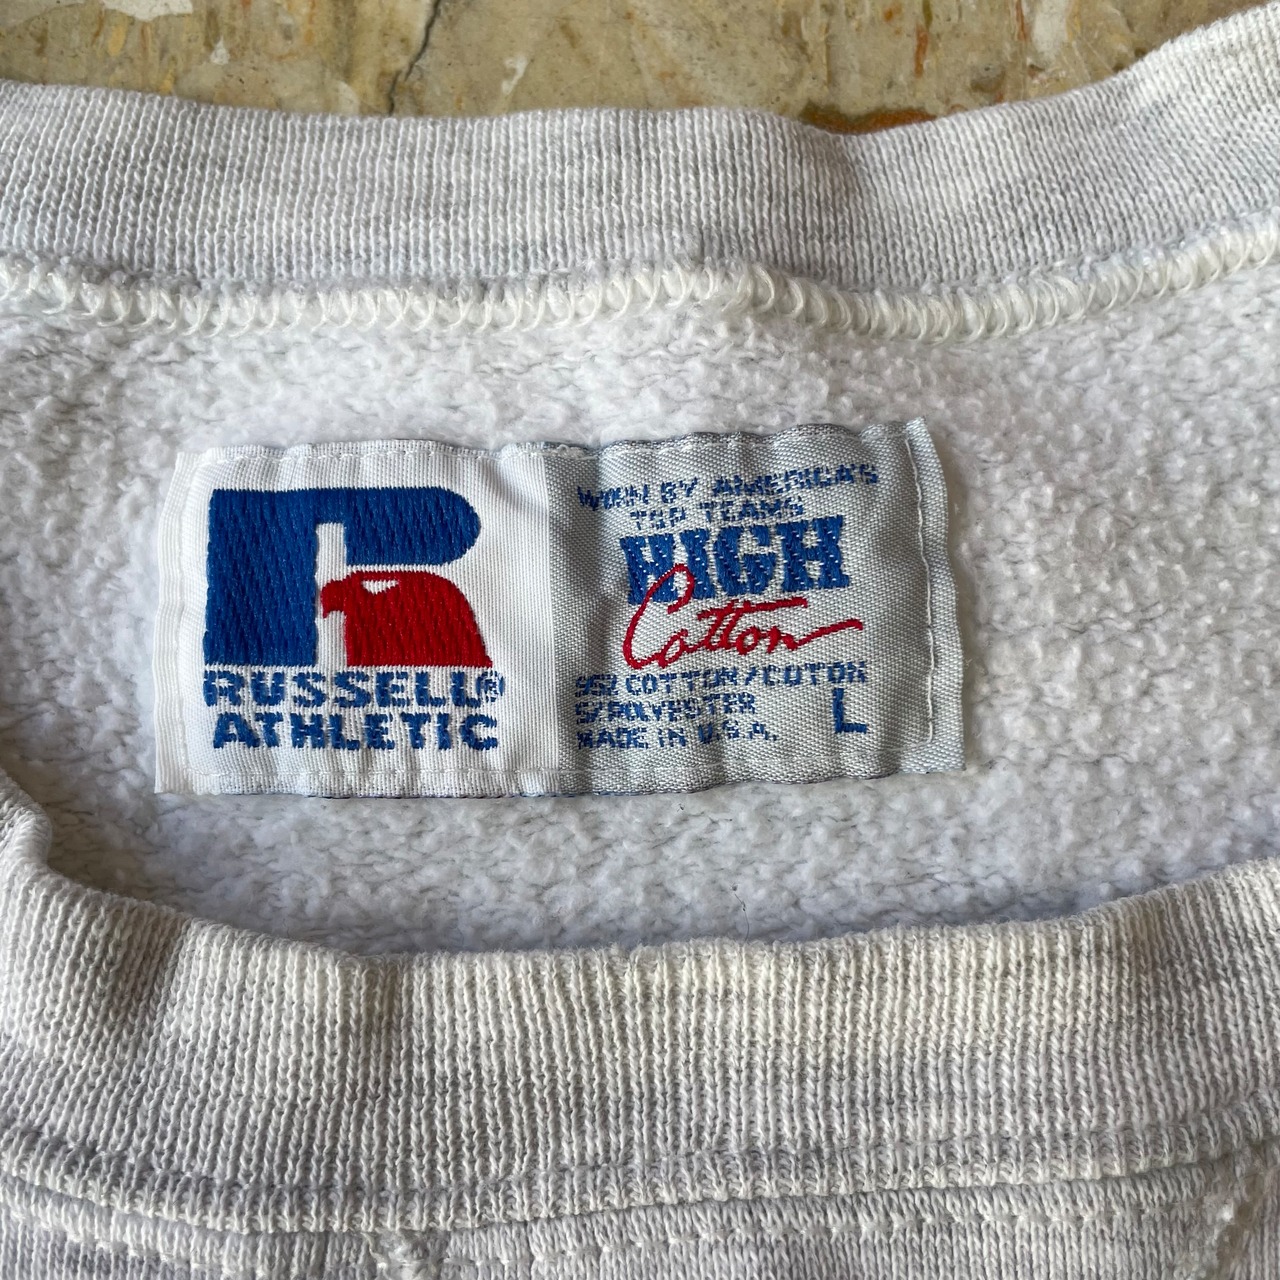 RUSSELL®
ATHLETIC
WORN BY AMERICA'S
TOP TEAMS
HIGH
Cotton
95% COTTON/COTON
5% POLYESTER
MADE IN U.S.A.
L